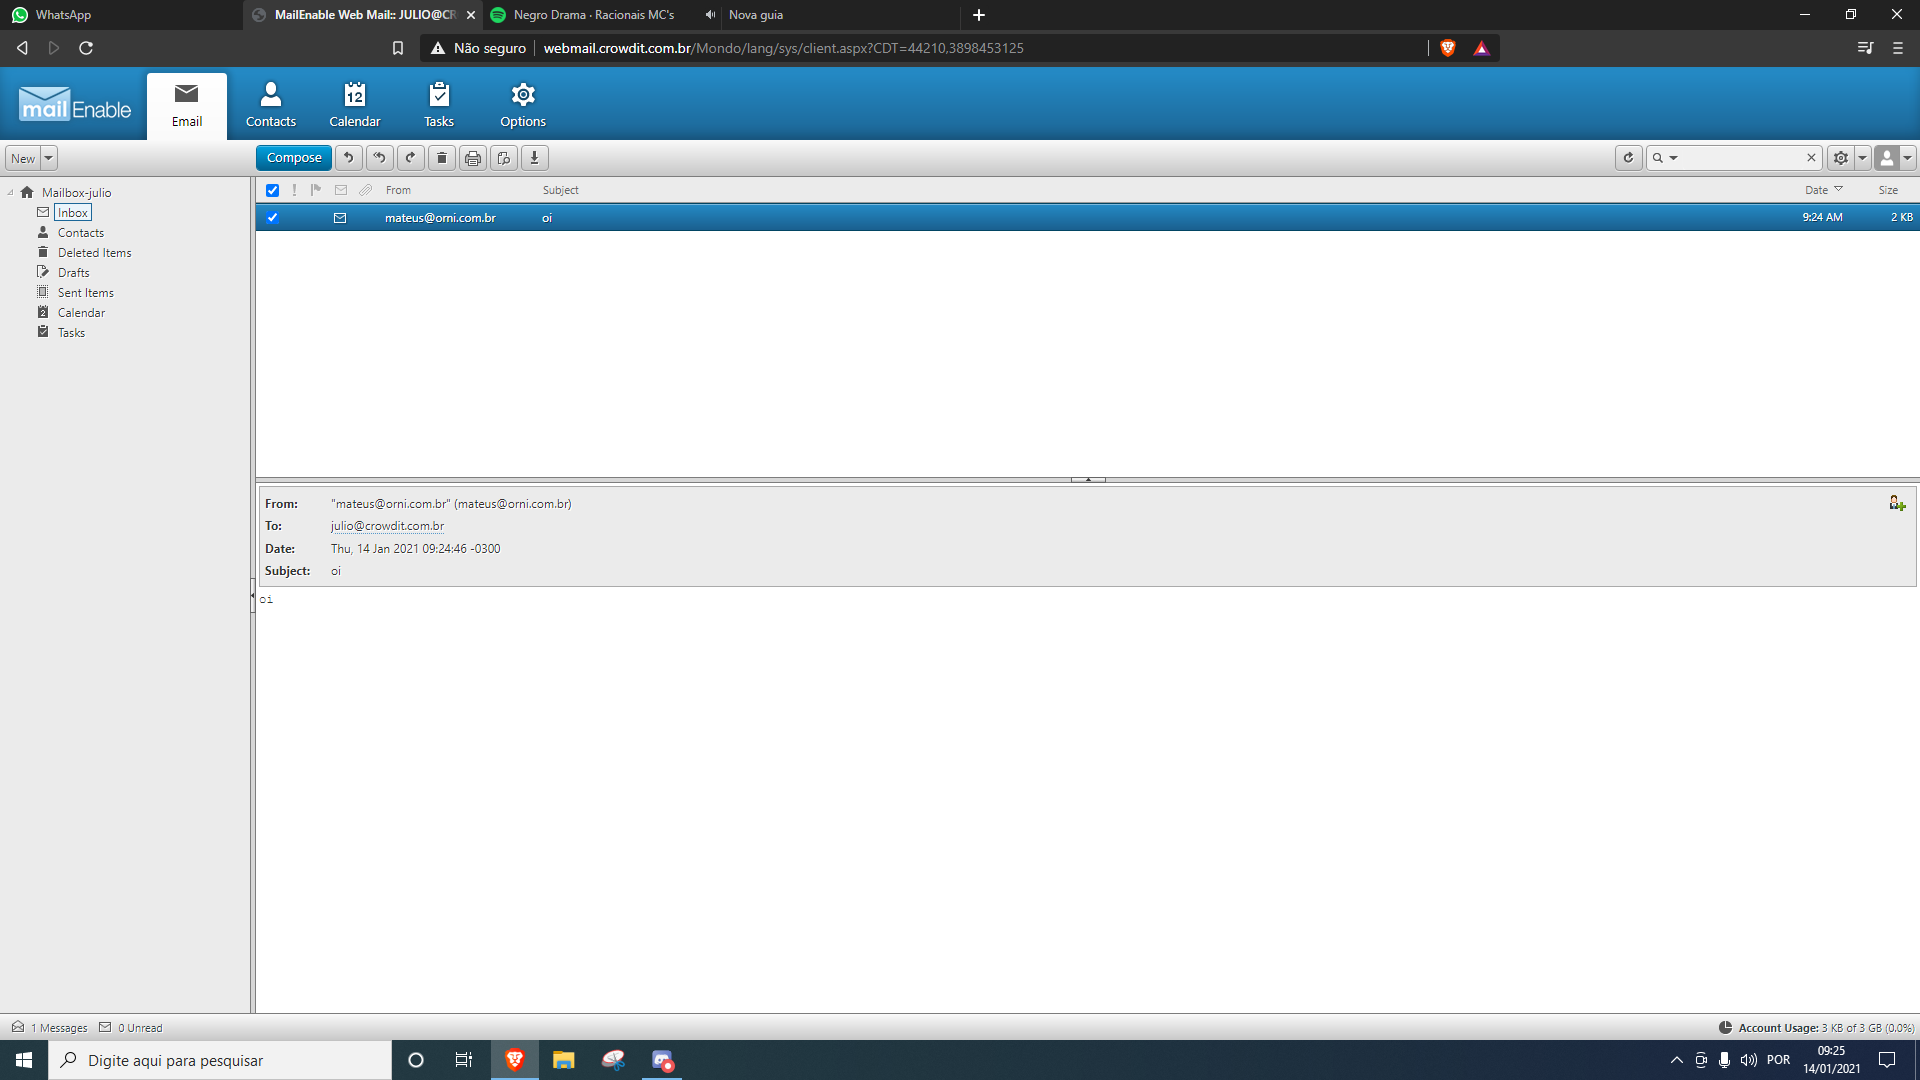 WhatsApp
MailEnable Web Mail:: JULIO@CR
Negro Drama · Racionais MC's
Nova guia
Não seguro
webmail.crowdit.com.br/Mondo/lang/sys/client.aspx?CDT=44210,3898453125
mailEnable
Email
Contacts
12
Calendar
Tasks
Options
New
Compose
Mailbox-julio
Inbox
Contacts
Deleted Items
Drafts
Sent Items
2
Calendar
Tasks
! From Subject Date Size
mateus@orni.com.br oi 9:24 AM 2 KB
From: "mateus@orni.com.br" (mateus@orni.com.br)
To: julio@crowdit.com.br
Date: Thu, 14 Jan 2021 09:24:46 -0300
Subject: oi
oi
1 Messages 0 Unread
Account Usage: 3 KB of 3 GB (0.0%)
Digite aqui para pesquisar
POR
09:25
14/01/2021